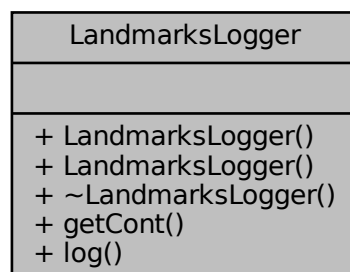 LandmarksLogger
+ LandmarksLogger()
+ LandmarksLogger()
+ ~LandmarksLogger()
+ getCont()
+ log()